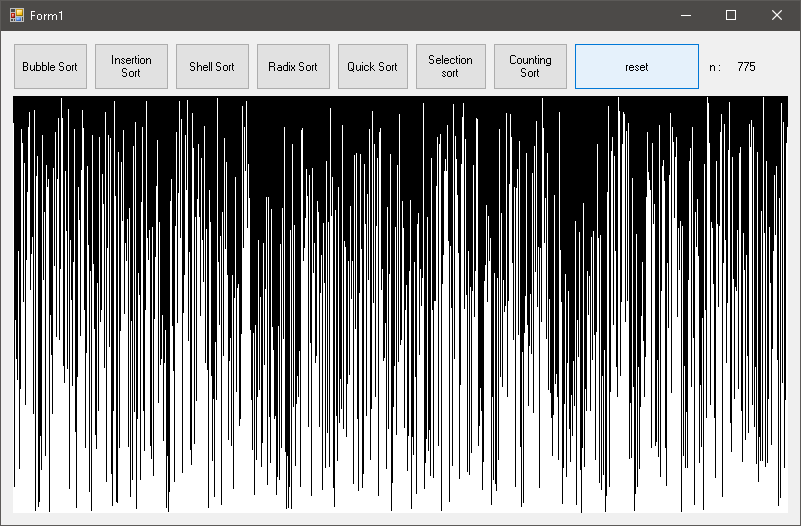 Form1
Bubble Sort
Insertion
Sort
Shell Sort
Radix Sort
Quick Sort
Selection
sort
Counting
Sort
reset
n : 775